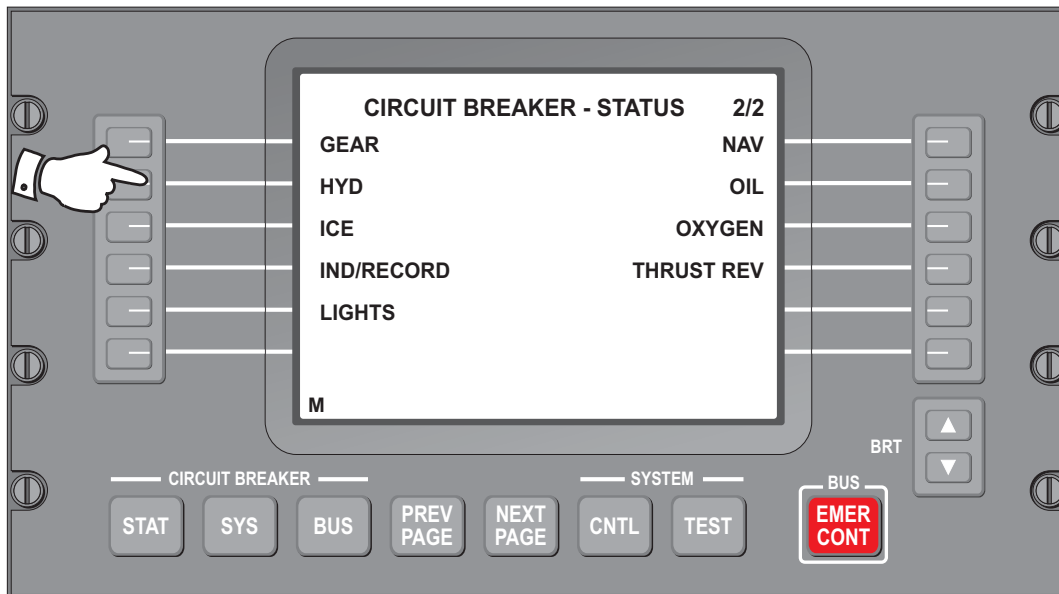 CIRCUIT BREAKER - STATUS 2/2
GEAR NAV
HYD OIL
ICE OXYGEN
IND/RECORD THRUST REV
LIGHTS
M
BRT
CIRCUIT BREAKER SYSTEM BUS
STAT SYS BUS PREV PAGE NEXT PAGE CNTL TEST EMER CONT